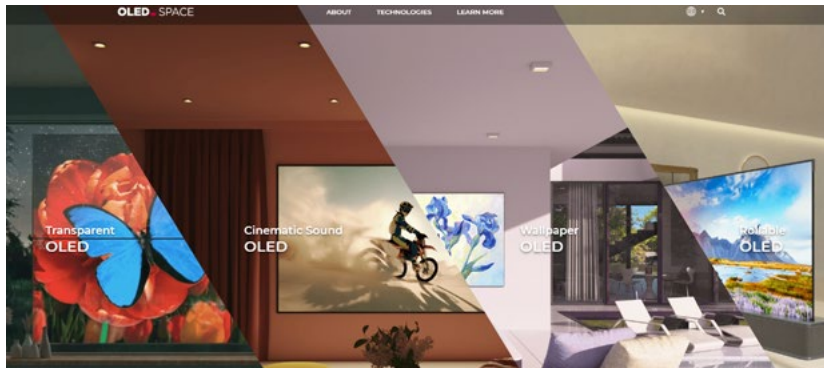 OLED. SPACE
ABOUT
TECHNOLOGIES
LEARN MORE
Transparent
OLED
Cinematic Sound
OLED
Wallpaper
OLED
Rollable
OLED